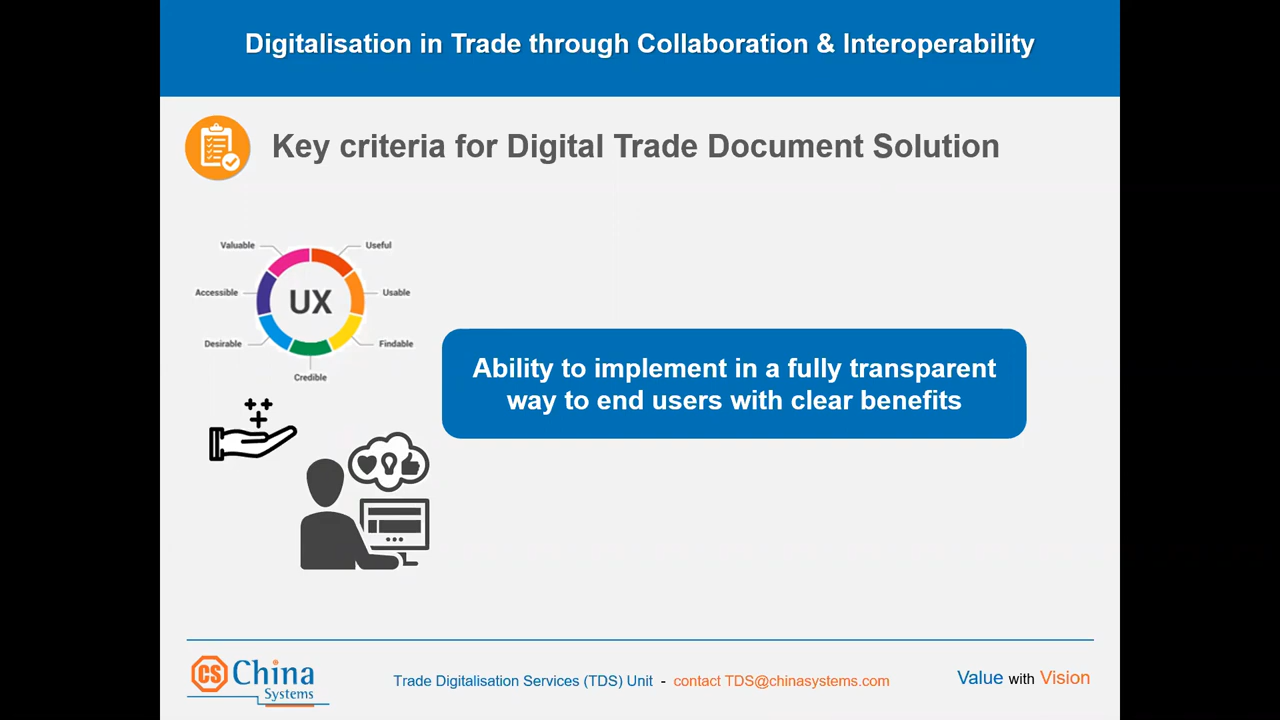 Digitalisation in Trade through Collaboration & Interoperability
Key criteria for Digital Trade Document Solution
Valuable
Useful
Accessible
UX
Usable
Desirable
Findable
Credible
Ability to implement in a fully transparent
way to end users with clear benefits
CS China
Systems
Trade Digitalisation Services (TDS) Unit - contact TDS@chinasystems.com
Value with Vision